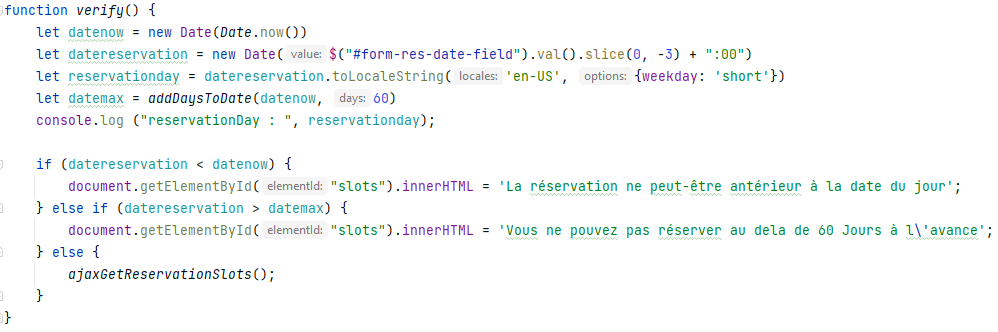 function verify() {
    let datenow = new Date(Date.now())
    let datereservation = new Date( value: $("#form-res-date-field").val().slice(0, -3) + ":00")
    let reservationday = datereservation.toLocaleString( locales: 'en-US', options: {weekday: 'short'})
    let datemax = addDaysToDate(datenow, days: 60)
    console.log ("reservationDay : ", reservationday);

    if (datereservation < datenow) {
        document.getElementById( elementId: "slots").innerHTML = 'La réservation ne peut-être antérieur à la date du jour';
    } else if (datereservation > datemax) {
        document.getElementById( elementId: "slots").innerHTML = 'Vous ne pouvez pas réserver au dela de 60 Jours à l\'avance';
    } else {
        ajaxGetReservationSlots();
    }
}